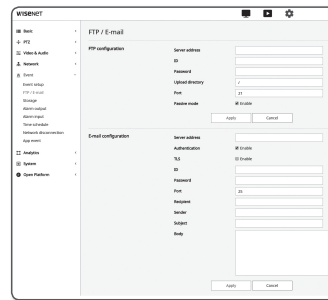 WISENET
Basic
PTZ
Video & Audio
Network
Event
Event setup
FTP / E-mail
Storage
Alarm output
Alarm input
Time schedule
Network disconnection
App event
Analytics
System
Open Platform
FTP / E-mail
FTP configuration
Server address
ID
Password
Upload directory /
Port 21
Passive mode Enable
Apply Cancel
E-mail configuration
Server address
Authentication Enable
TLS Enable
ID
Password
Port 25
Recipient
Sender
Subject
Body
Apply Cancel